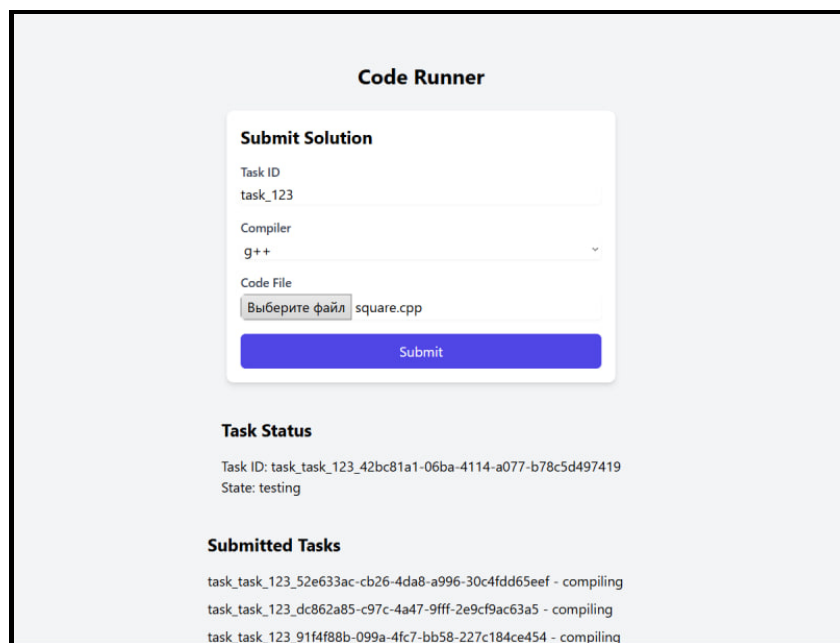 Code Runner
Submit Solution
Task ID
task_123
Compiler
g++
Code File
Выберите файл square.cpp
Submit
Task Status
Task ID: task_task_123_42bc81a1-06ba-4114-a077-b78c5d497419
State: testing
Submitted Tasks
task_task_123_52e633ac-cb26-4da8-a996-30c4fdd65eef - compiling
task_task_123_dc862a85-c97c-4a47-9fff-2e9cf9ac63a5 - compiling
task_task_123_91f4f88b-099a-4fc7-bb58-227c184ce454 - compiling